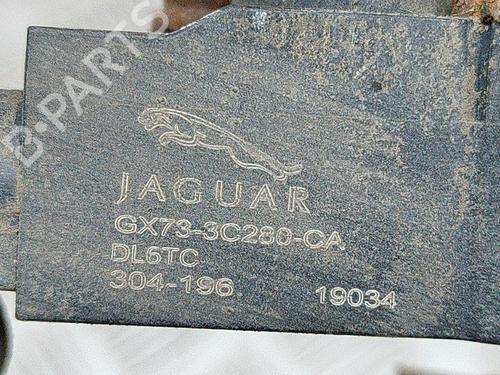 B-PARTS
JAGUAR
GX73-3C280-CA
DL6TC
304-196 19034